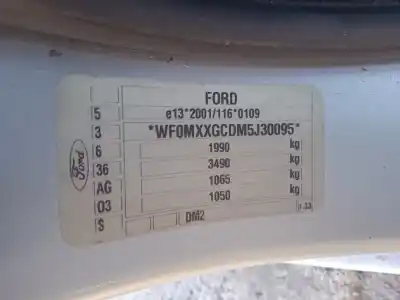 FORD
5 e13*2001/116*0109
3 *WF0MXXGCDM5J30095*
6 1990 kg
36 3490 kg
AG 1065 kg
03 1050 kg
S DM2
Ford